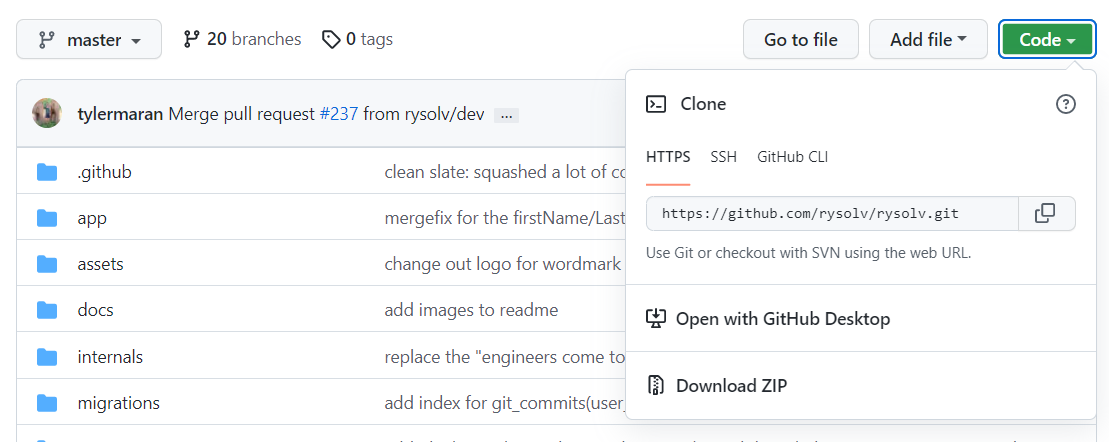 master 20 branches 0 tags Go to file Add file Code
tylermaran Merge pull request #237 from rysolv/dev ...
.github clean slate: squashed a lot of
app mergefix for the firstName/Last
assets change out logo for wordmark
docs add images to readme
internals replace the "engineers come to
migrations add index for git_commits(user_
Clone
HTTPS SSH GitHub CLI
https://github.com/rysolv/rysolv.git
Use Git or checkout with SVN using the web URL.
Open with GitHub Desktop
Download ZIP